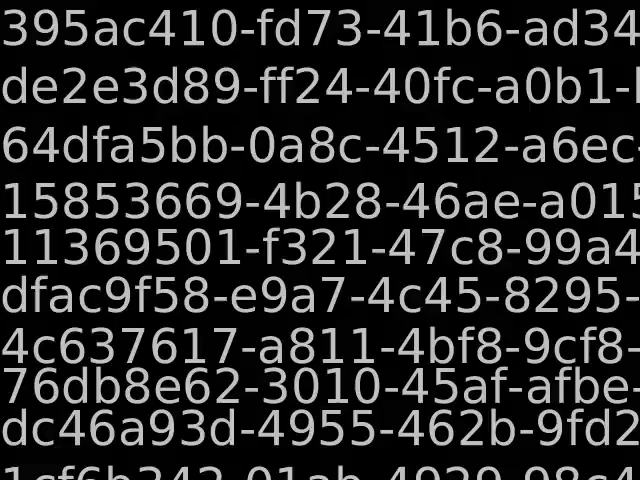 395ac410-fd73-41b6-ad34
de2e3d89-ff24-40fc-a0b1-
64dfa5bb-0a8c-4512-a6ec-
15853669-4b28-46ae-a015
11369501-f321-47c8-99a4
dfac9f58-e9a7-4c45-8295-
4c637617-a811-4bf8-9cf8-
76db8e62-3010-45af-afbe-
dc46a93d-4955-462b-9fd2